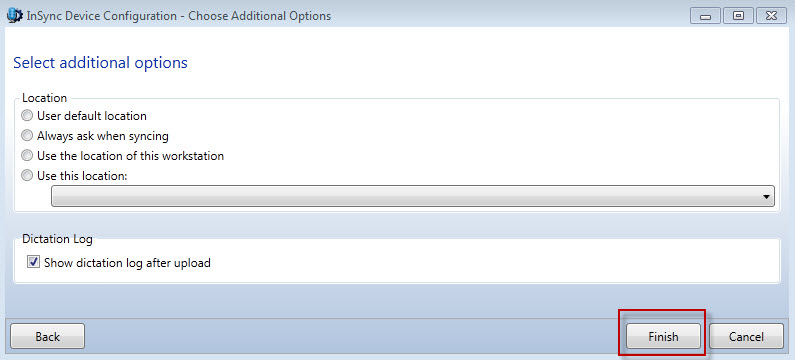 InSync Device Configuration - Choose Additional Options
Select additional options
Location
User default location
Always ask when syncing
Use the location of this workstation
Use this location:
Dictation Log
Show dictation log after upload
Back
Finish
Cancel